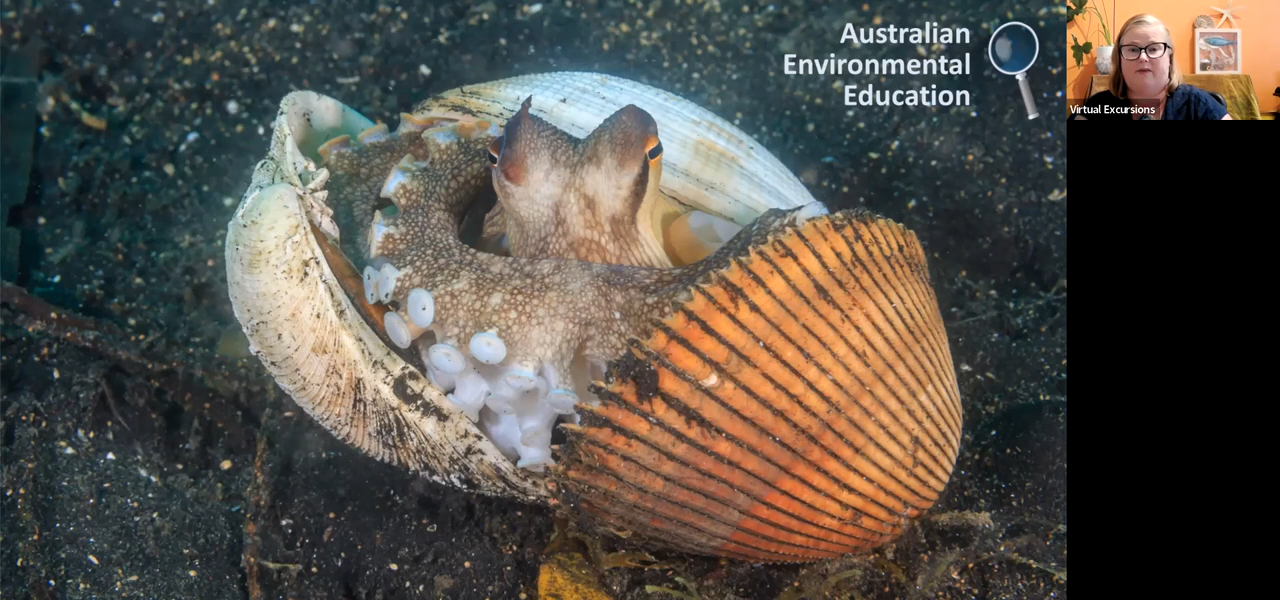 Australian
Environmental
Education
Virtual Excursions